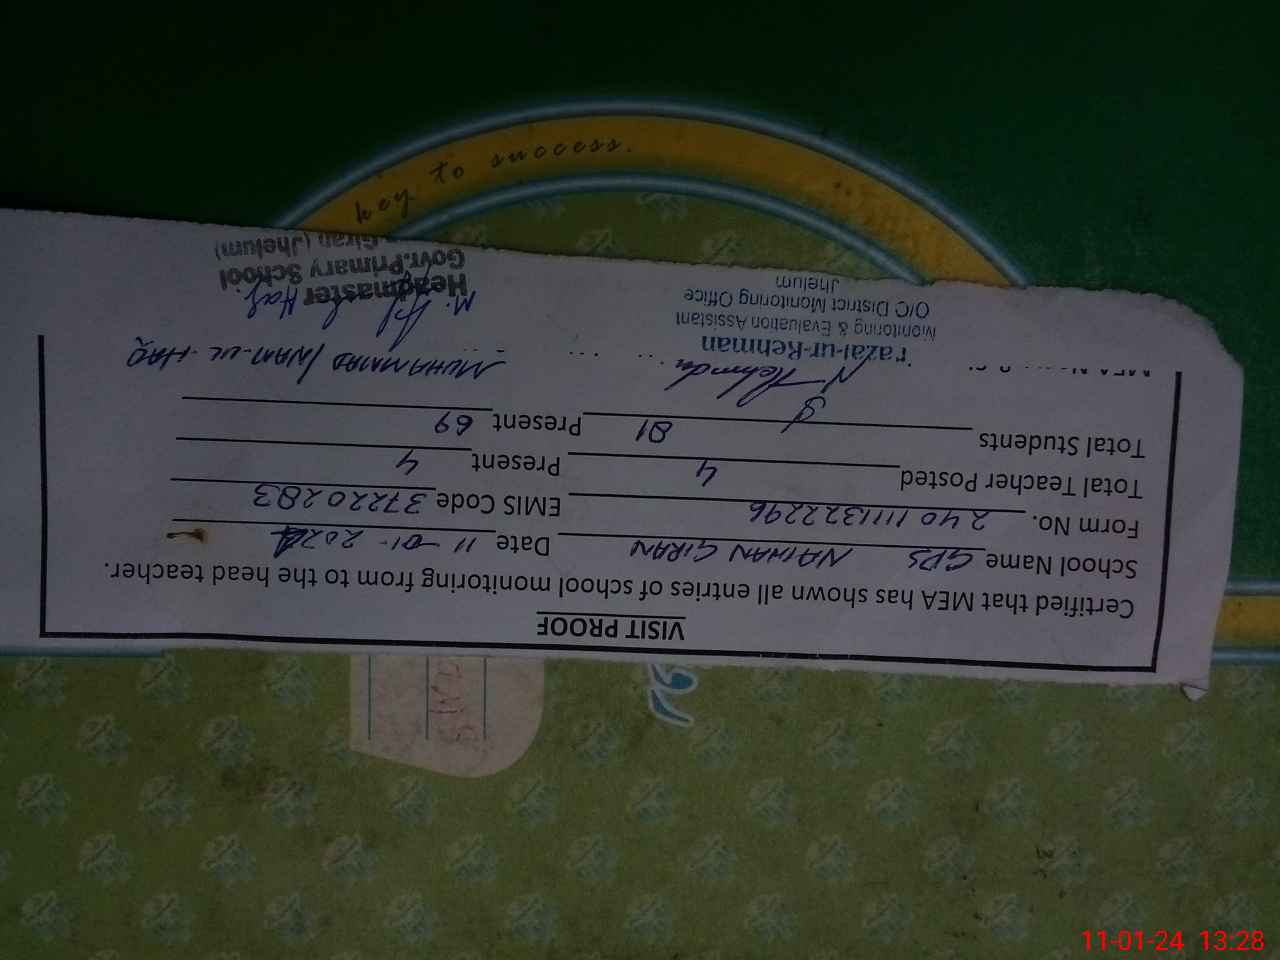 key to success.
VISIT PROOF
Certified that MEA has shown all entries of school monitoring from to the head teacher.
School Name GPS NATHAN GIRAN Date 11-01-2024
Form No. 2401111322296 EMIS Code 37220283
Total Teacher Posted 4 Present 4
Total Students 81 Present 69
MUHAMMAD INAM-UL-HAQ
azal-ur-Rehman
Monitoring & Evaluation Assistant
O/C District Monitoring Office
Jhelum
Headmaster
Govt.Primary School
Giran (Jhelum)
11-01-24 13:28